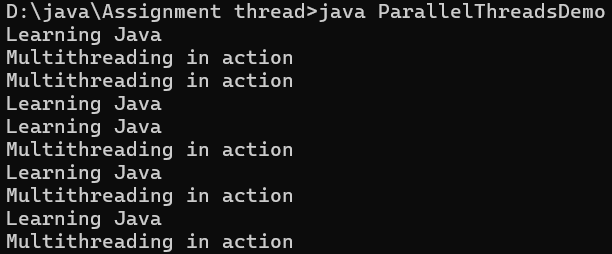 D:\java\Assignment thread>java ParallelThreadsDemo
Learning Java
Multithreading in action
Multithreading in action
Learning Java
Learning Java
Multithreading in action
Learning Java
Multithreading in action
Learning Java
Multithreading in action